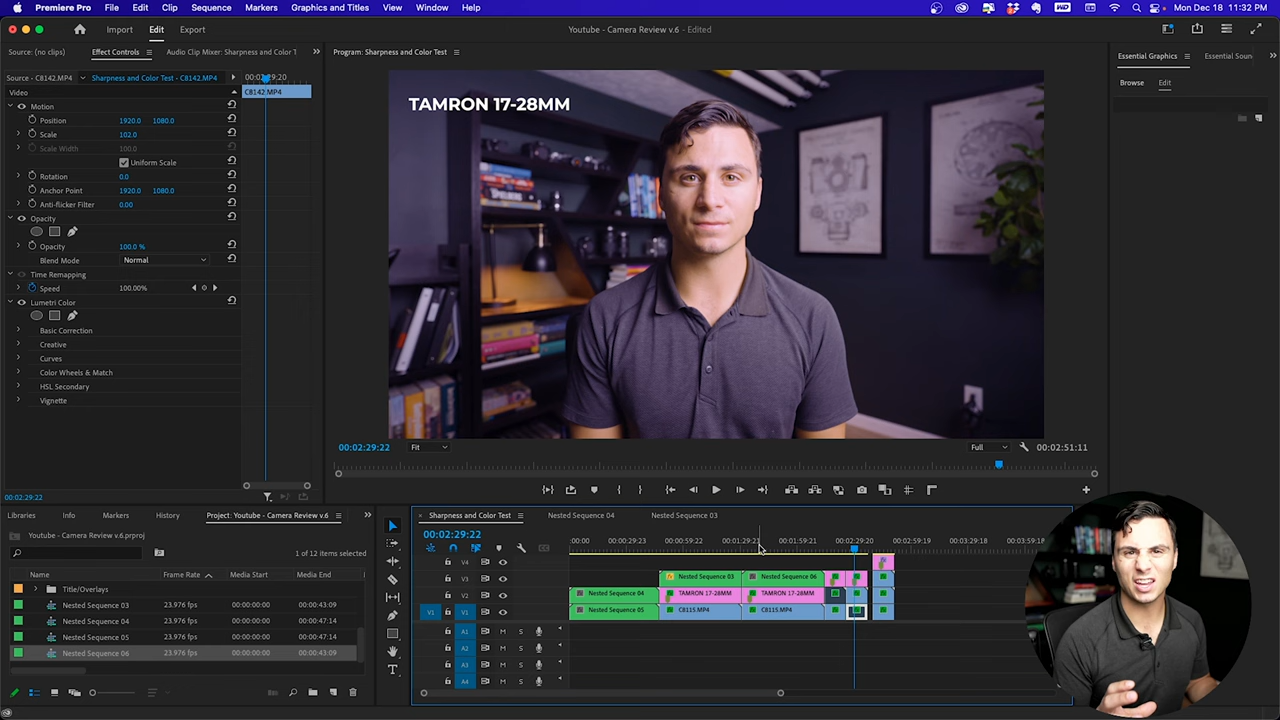 Premiere Pro File Edit Clip Sequence Markers Graphics and Titles View Window Help Mon Dec 18 11:32 PM
Import Edit Export Youtube - Camera Review v.6 - Edited
Source: (no clips) Effect Controls Audio Clip Mixer: Sharpness and Color T Program: Sharpness and Color Test Essential Graphics Essential Soun
Source - C8142.MP4 Sharpness and Color Test - C8142.MP4 00:02:29:20
Browse Edit
Video C8142.MP4
Motion
Position 1920.0 1080.0
Scale 102.0
Scale Width 100.0
Uniform Scale
Rotation 0.0
Anchor Point 1920.0 1080.0
Anti-flicker Filter 0.00
Opacity
Opacity 100.0 %
Blend Mode Normal
Time Remapping
Speed 100.00%
Lumetri Color
Basic Correction
Creative
Curves
Color Wheels & Match
HSL Secondary
Vignette
00:02:29:22
TAMRON 17-28MM
00:02:29:22 Fit Full 00:02:51:11
Libraries Info Markers History Project: Youtube - Camera Review v.6
Youtube - Camera Review v.6.prproj
1 of 12 items selected
Name Frame Rate Media Start Media End
Title/Overlays
Nested Sequence 03 23.976 fps 00:00:00:00 00:00:43:09
Nested Sequence 04 23.976 fps 00:00:00:00 00:00:47:14
Nested Sequence 05 23.976 fps 00:00:00:00 00:00:47:14
Nested Sequence 06 23.976 fps 00:00:00:00 00:00:43:09
Sharpness and Color Test Nested Sequence 04 Nested Sequence 03
00:02:29:22
:00:00 00:00:29:23 00:00:59:22 00:01:29:21 00:01:59:21 00:02:29:20 00:02:59:19 00:03:59:18
V4
V3 Nested Sequence 03 Nested Sequence 06
V2 Nested Sequence 04 TAMRON 17-28MM TAMRON 17-28MM
V1 V1 Nested Sequence 05 C8115.MP4 C8115.MP4
A1 M S
A2 M S
A3 M S
A4 M S